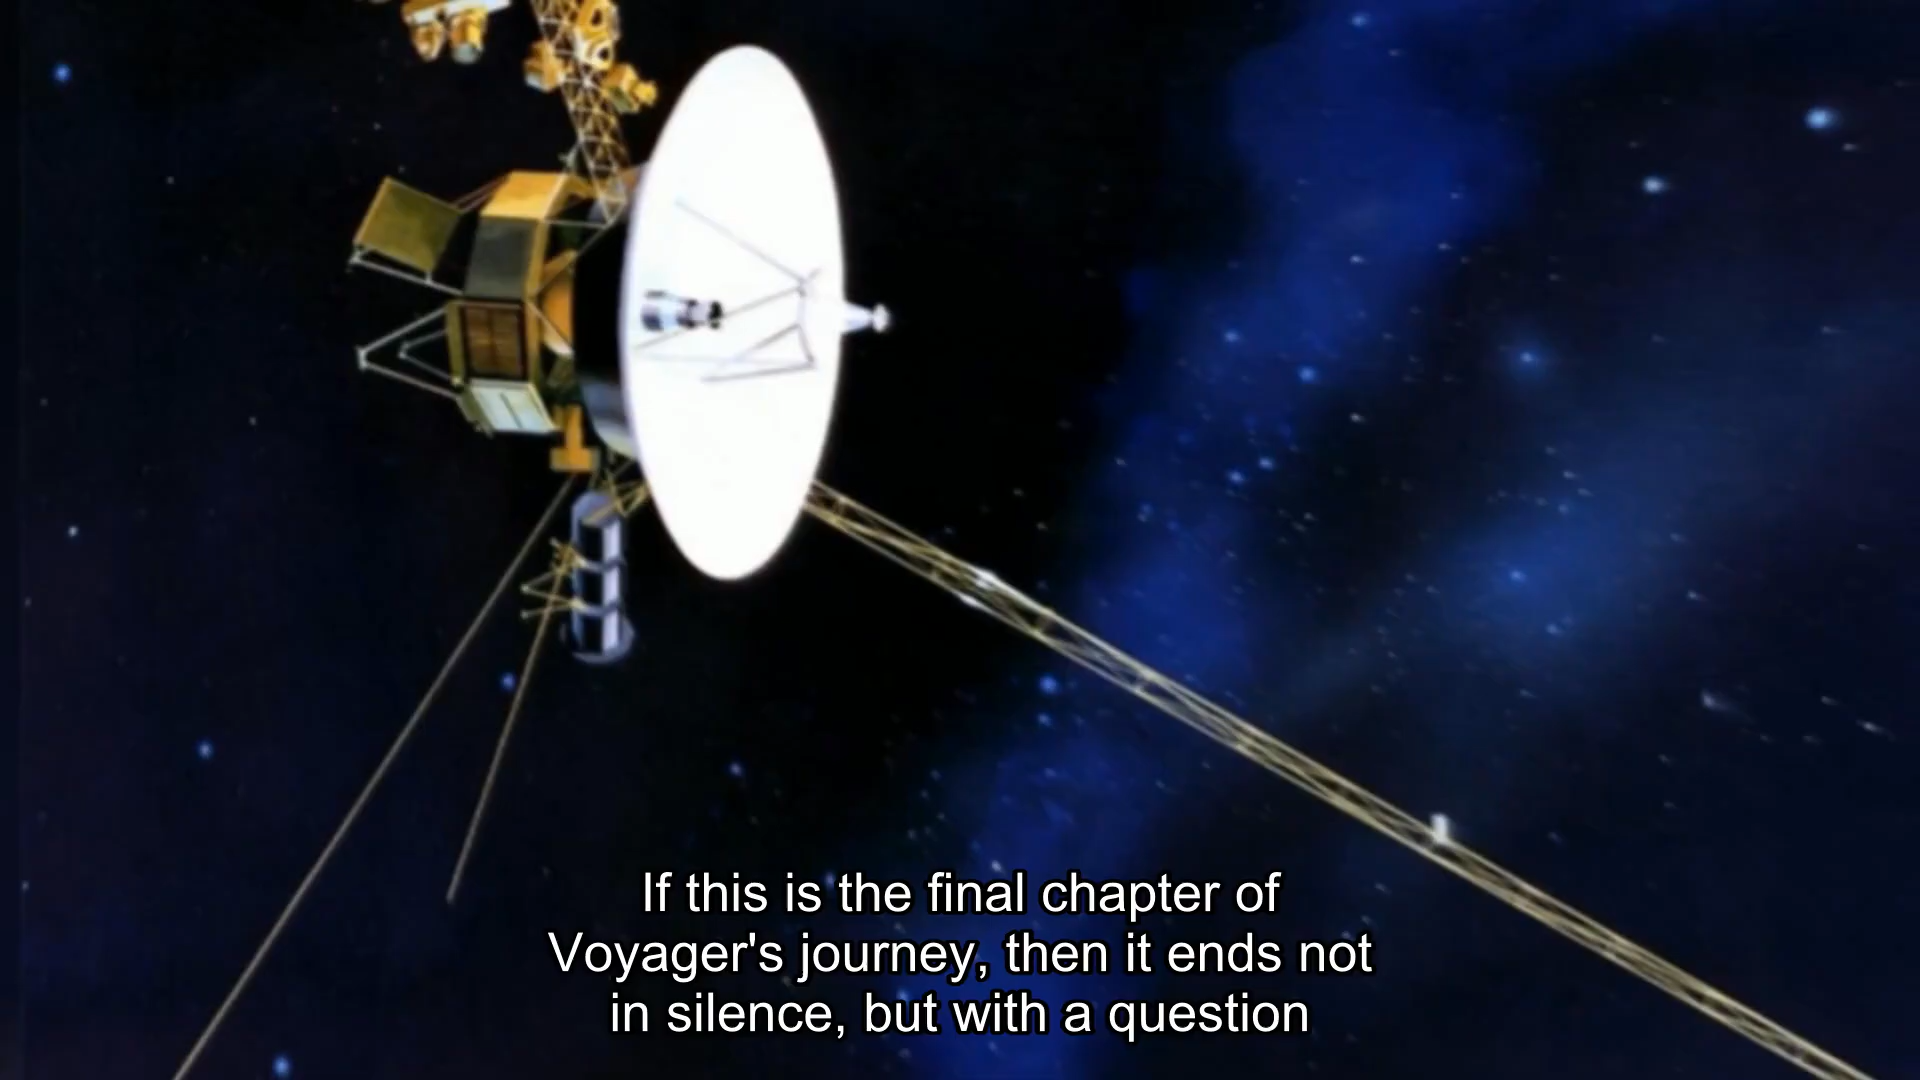 If this is the final chapter of
Voyager's journey, then it ends not
in silence, but with a question